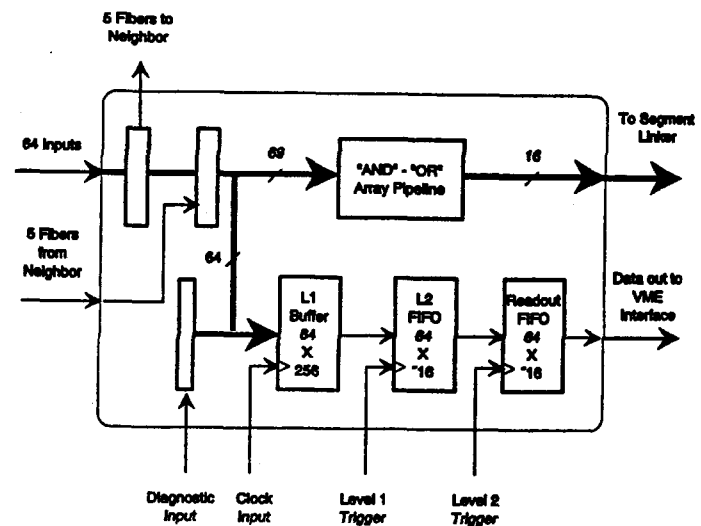 5 Fibers to
Neighbor
64 Inputs
69
"AND" - "OR"
Array Pipeline
16
To Segment
Linker
5 Fibers
from
Neighbor
64
L1
Buffer
64
X
256
L2
FIFO
64
X
~16
Readout
FIFO
64
X
~16
Data out to
VME
Interface
Diagnostic
Input
Clock
Input
Level 1
Trigger
Level 2
Trigger